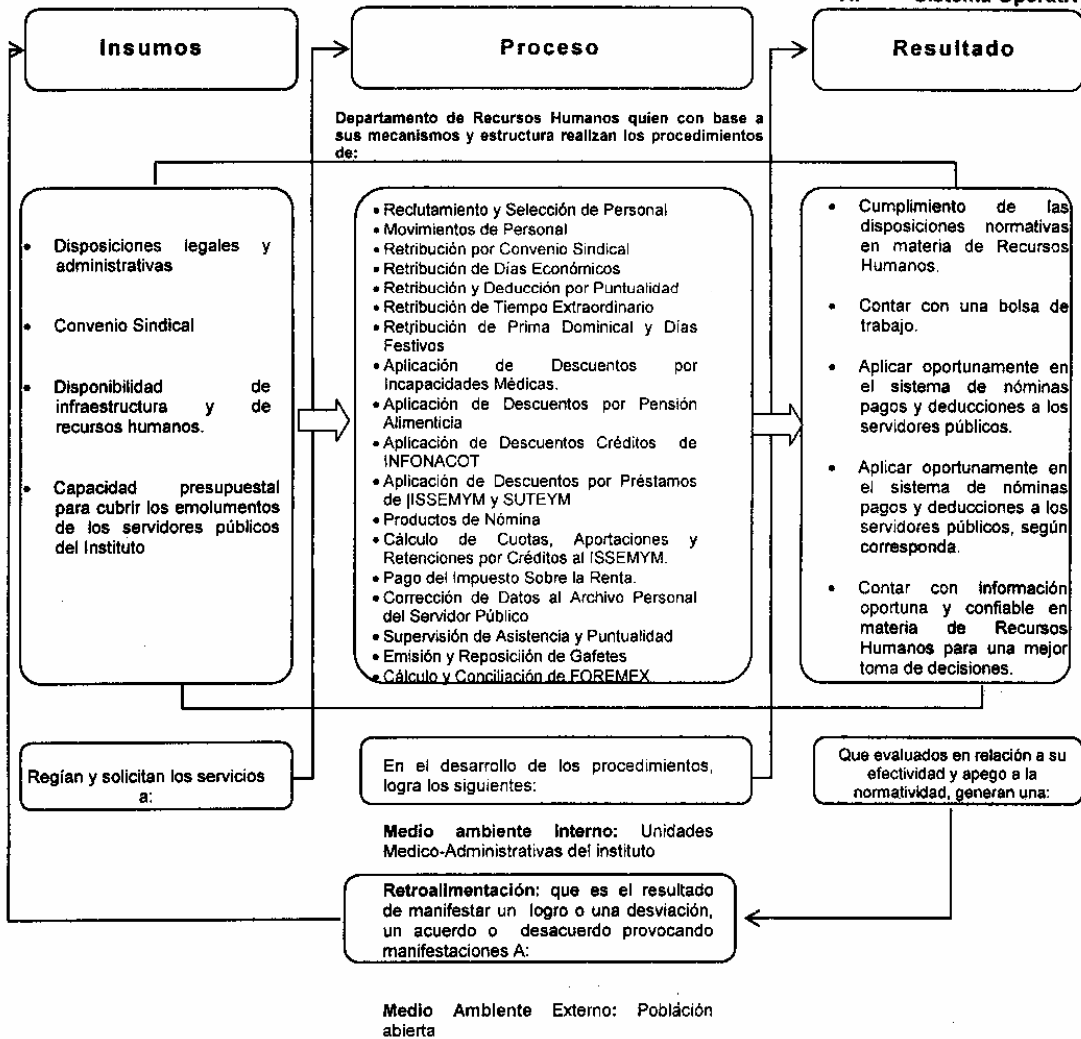 Sistema Operativ
Insumos
Proceso
Resultado
Departamento de Recursos Humanos quien con base a
sus mecanismos y estructura realizan los procedimientos
de:
• Disposiciones legales y
administrativas
• Convenio Sindical
• Disponibilidad de
infraestructura y de
recursos humanos.
• Capacidad presupuestal
para cubrir los emolumentos
de los servidores públicos
del Instituto
• Reclutamiento y Selección de Personal
• Movimientos de Personal
• Retribución por Convenio Sindical
• Retribución de Días Económicos
• Retribución y Deducción por Puntualidad
• Retribución de Tiempo Extraordinario
• Retribución de Prima Dominical y Días
Festivos
• Aplicación de Descuentos por
Incapacidades Médicas.
• Aplicación de Descuentos por Pensión
Alimenticia
• Aplicación de Descuentos Créditos de
INFONACOT
• Aplicación de Descuentos por Préstamos
de |ISSEMYM y SUTEYM
• Productos de Nómina
• Cálculo de Cuotas, Aportaciones y
Retenciones por Créditos al ISSEMYM.
• Pago del Impuesto Sobre la Renta.
• Corrección de Datos al Archivo Personal
del Servidor Público
• Supervisión de Asistencia y Puntualidad
• Emisión y Reposiión de Gafetes
• Cálculo y Conciliación de FOREMEX
• Cumplimiento de las
disposiciones normativas
en materia de Recursos
Humanos.
• Contar con una bolsa de
trabajo.
• Aplicar oportunamente en
el sistema de nóminas
pagos y deducciones a los
servidores públicos.
• Aplicar oportunamente en
el sistema de nóminas
pagos y deducciones a los
servidores públicos, según
corresponda.
• Contar con información
oportuna y confiable en
materia de Recursos
Humanos para una mejor
toma de decisiones.
Regían y solicitan los servicios
a:
En el desarrollo de los procedimientos,
logra los siguientes:
Que evaluados en relación a su
efectividad y apego a la
normatividad, generan una:
Medio ambiente Interno: Unidades
Medico-Administrativas del instituto
Retroalimentación: que es el resultado
de manifestar un logro o una desviación,
un acuerdo o desacuerdo provocando
manifestaciones A:
Medio Ambiente Externo: Población
abierta